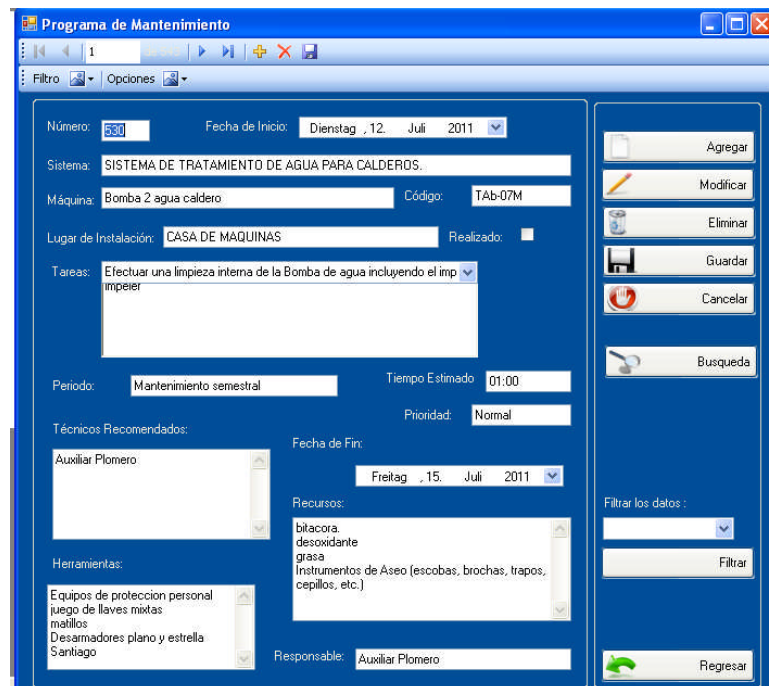 Programa de Mantenimiento
1
Filtro Opciones
Número: 530 Fecha de Inicio: Dienstag , 12. Juli 2011
Sistema: SISTEMA DE TRATAMIENTO DE AGUA PARA CALDEROS.
Máquina: Bomba 2 agua caldero Código: TAb-07M
Lugar de Instalación: CASA DE MAQUINAS Realizado:
Tareas: Efectuar una limpieza interna de la Bomba de agua incluyendo el imp
impeler
Periodo: Mantenimiento semestral Tiempo Estimado 01:00
Prioridad: Normal
Técnicos Recomendados:
Auxiliar Plomero
Fecha de Fin:
Freitag , 15. Juli 2011
Recursos:
bitacora.
desoxidante
grasa
Instrumentos de Aseo (escobas, brochas, trapos,
cepillos, etc.)
Herramientas:
Equipos de proteccion personal
juego de llaves mixtas
matillos
Desarmadores plano y estrella
Santiago
Responsable: Auxiliar Plomero
Agregar
Modificar
Eliminar
Guardar
Cancelar
Busqueda
Filtrar los datos :
Filtrar
Regresar